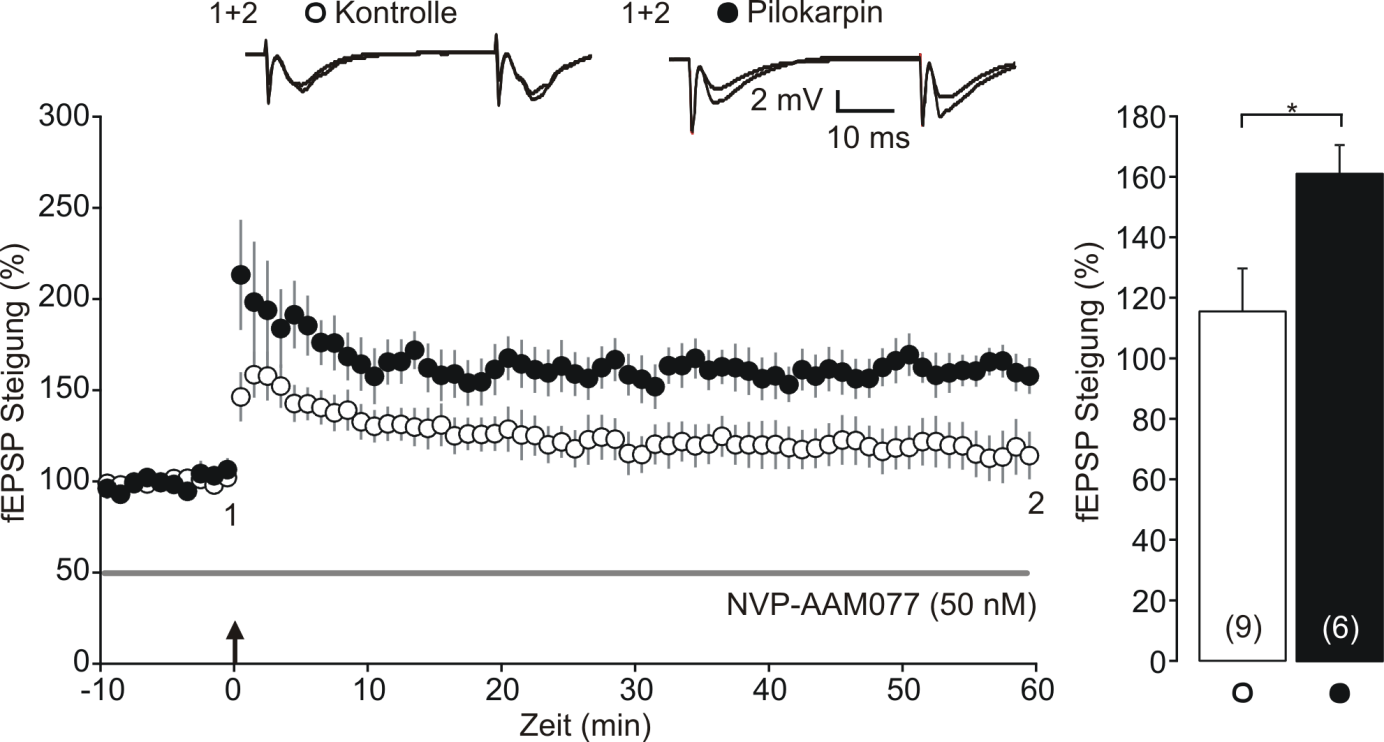 1+2 Kontrolle
1+2 Pilokarpin
2 mV
10 ms
fEPSP Steigung (%)
300
250
200
150
100
50
0
1
2
NVP-AAM077 (50 nM)
-10 0 10 20 30 40 50 60
Zeit (min)
fEPSP Steigung (%)
180
160
140
120
100
80
60
40
20
0
*
(9) (6)